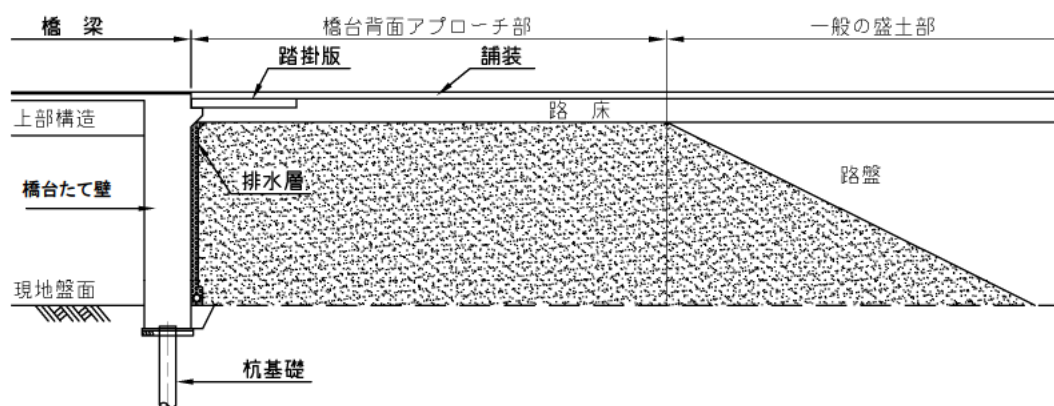 橋 梁
橋台背面アプローチ部
一般の盛土部
踏掛版
舗装
路 床
上部構造
排水層
路盤
橋台たて壁
現地盤面
杭基礎